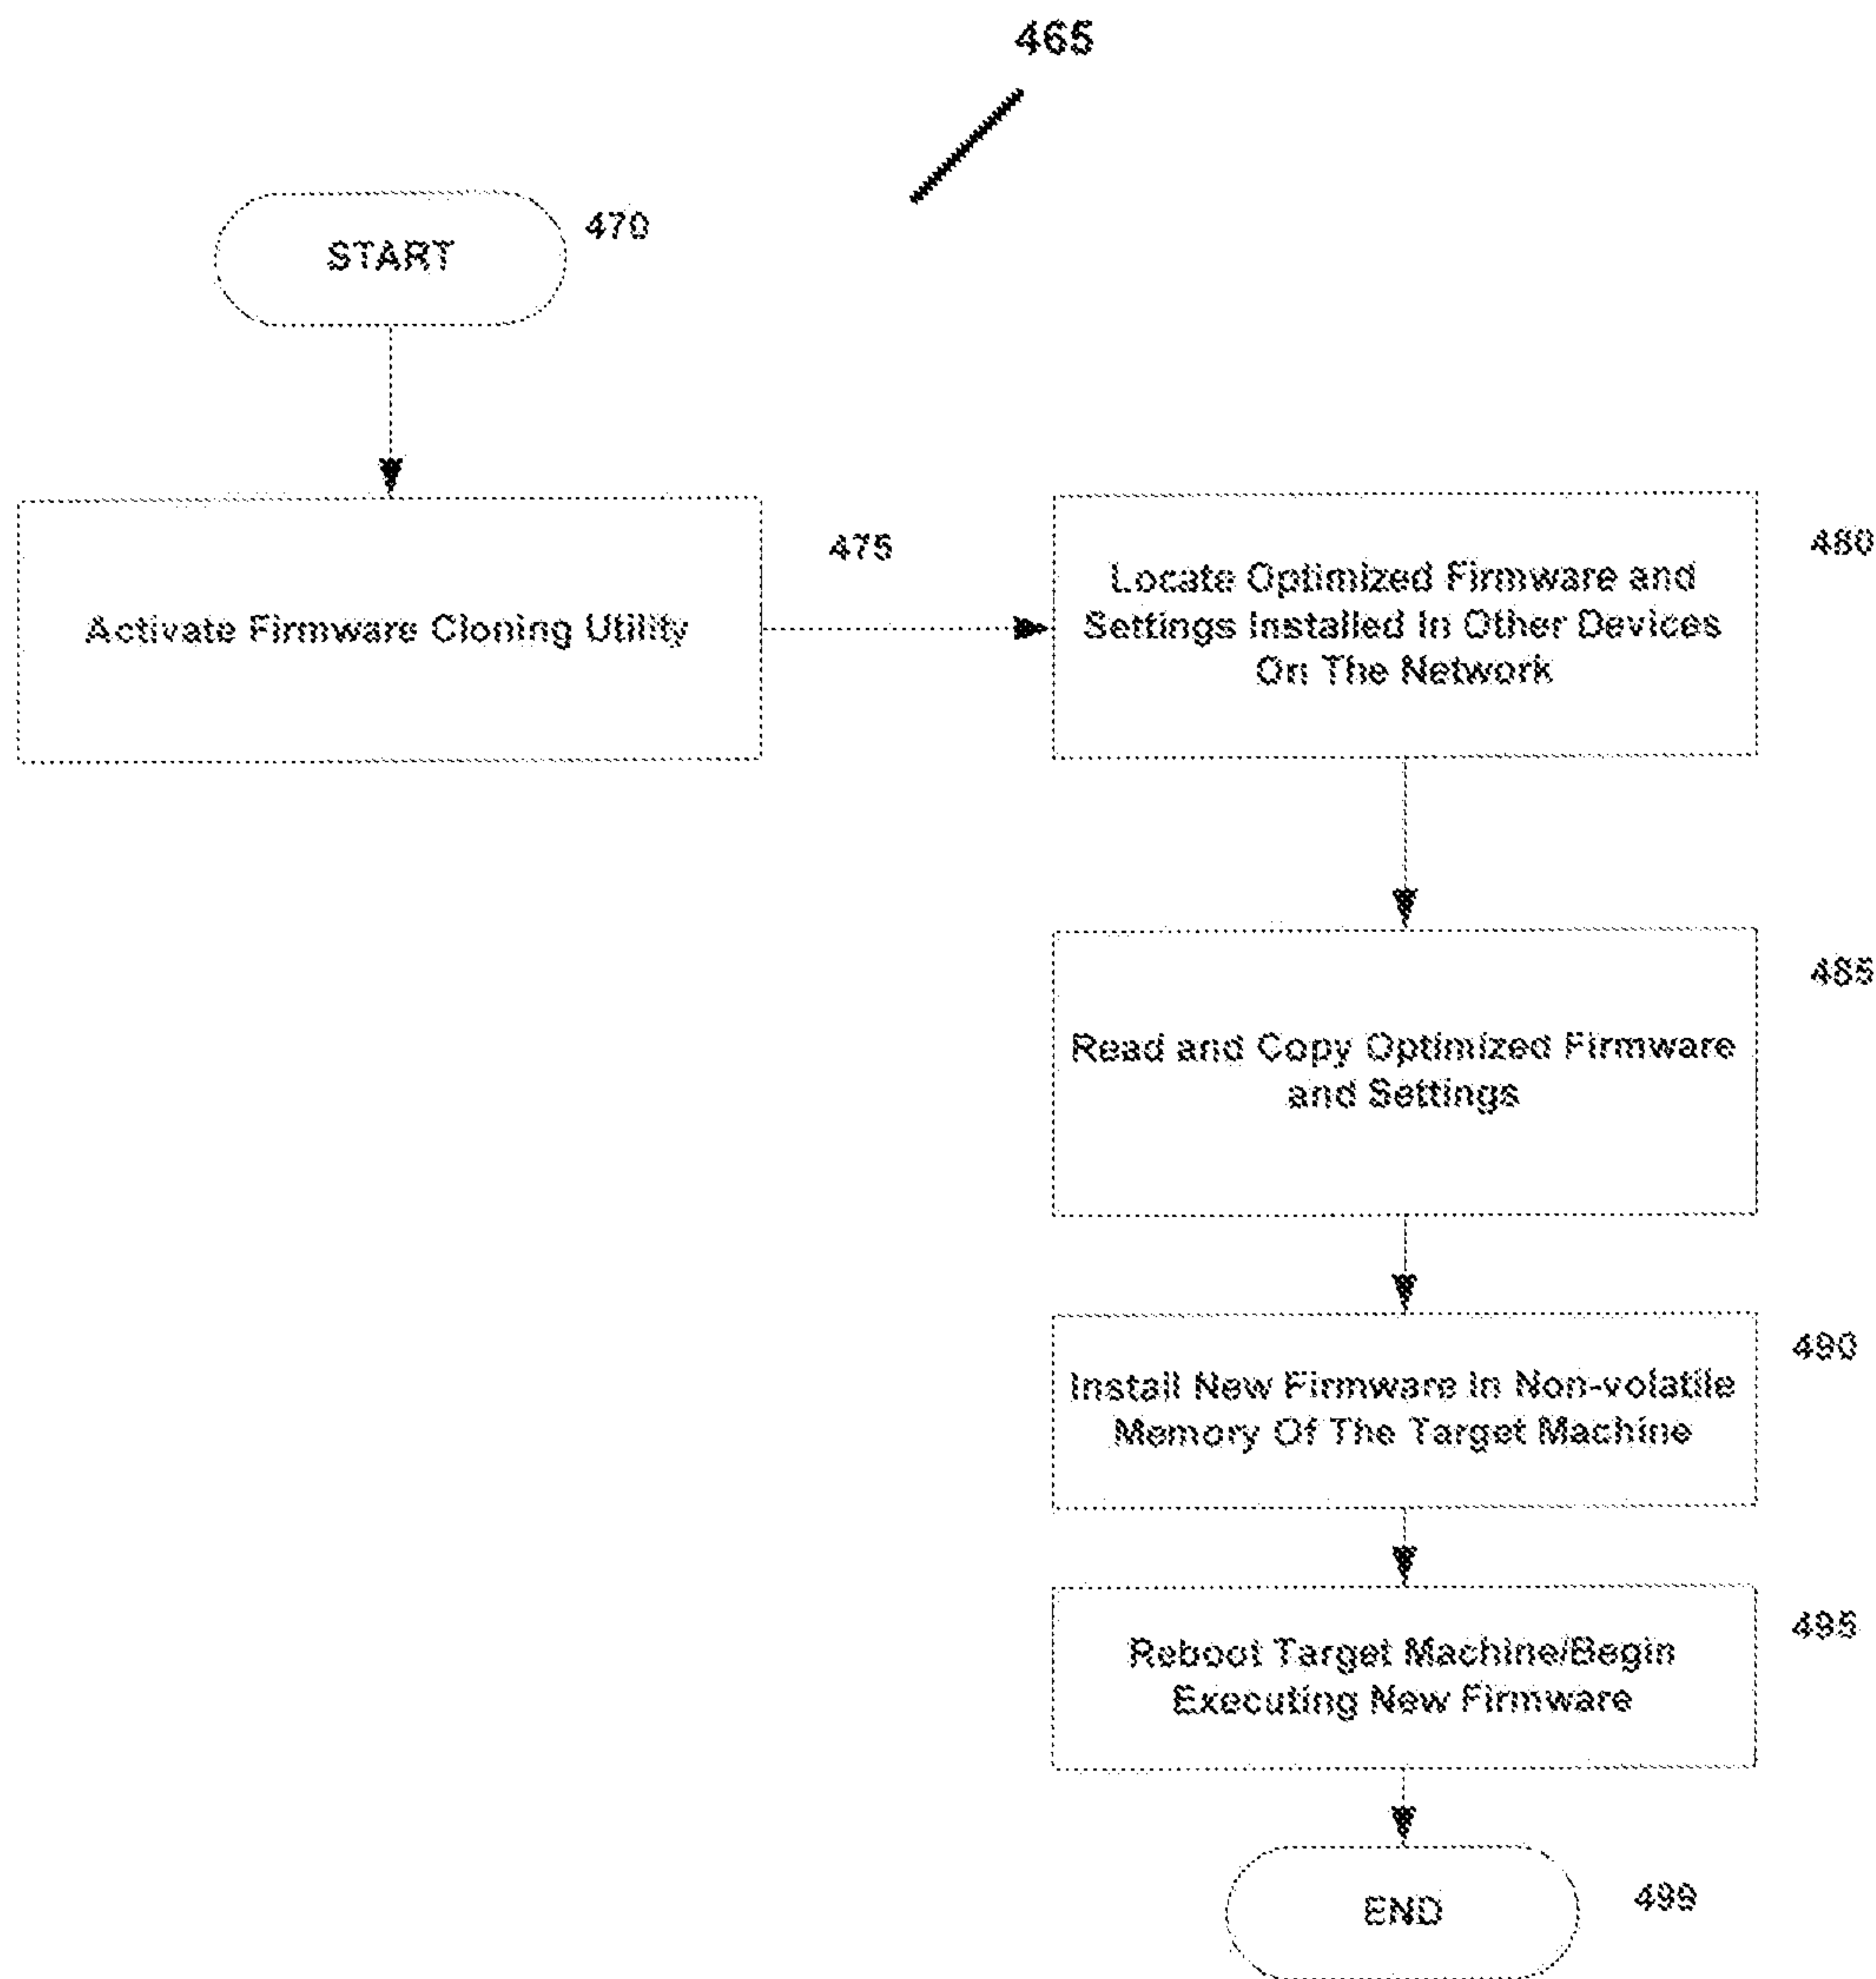 465
START
470
Activate Firmware Cloning Utility
475
Locate Optimized Firmware and
Settings Installed In Other Devices
On The Network
480
Read and Copy Optimized Firmware
and Settings
485
Install New Firmware In Non-volatile
Memory Of The Target Machine
490
Reboot Target Machine/Begin
Executing New Firmware
495
END
499